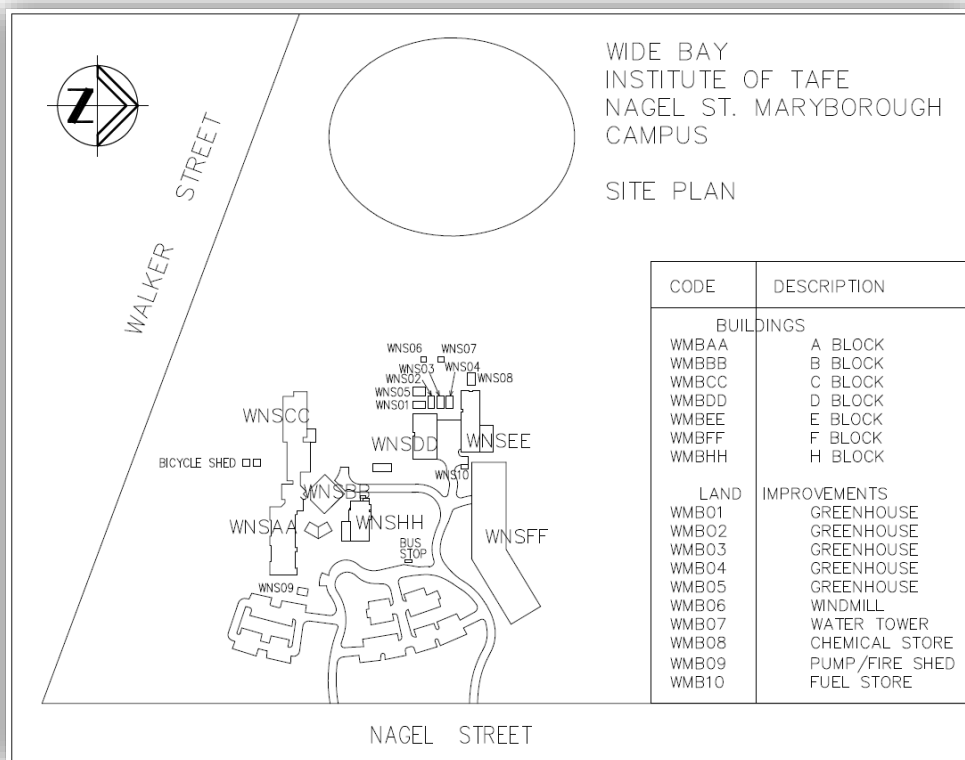 WIDE BAY
INSTITUTE OF TAFE
NAGEL ST. MARYBOROUGH
CAMPUS
SITE PLAN
N
WALKER STREET
WNS06 WNS07
WNS03 WNS04
WNS02 WNS08
WNS05
WNS01
WNSCC
WNSDD WNSEE
BICYCLE SHED
WNS10
WNSBB
WNSAA WNSHH
WNSFF
BUS
STOP
WNS09
NAGEL STREET
CODE DESCRIPTION
BUILDINGS
WMBAA A BLOCK
WMBBB B BLOCK
WMBCC C BLOCK
WMBDD D BLOCK
WMBEE E BLOCK
WMBFF F BLOCK
WMBHH H BLOCK
LAND IMPROVEMENTS
WMB01 GREENHOUSE
WMB02 GREENHOUSE
WMB03 GREENHOUSE
WMB04 GREENHOUSE
WMB05 GREENHOUSE
WMB06 WINDMILL
WMB07 WATER TOWER
WMB08 CHEMICAL STORE
WMB09 PUMP/FIRE SHED
WMB10 FUEL STORE